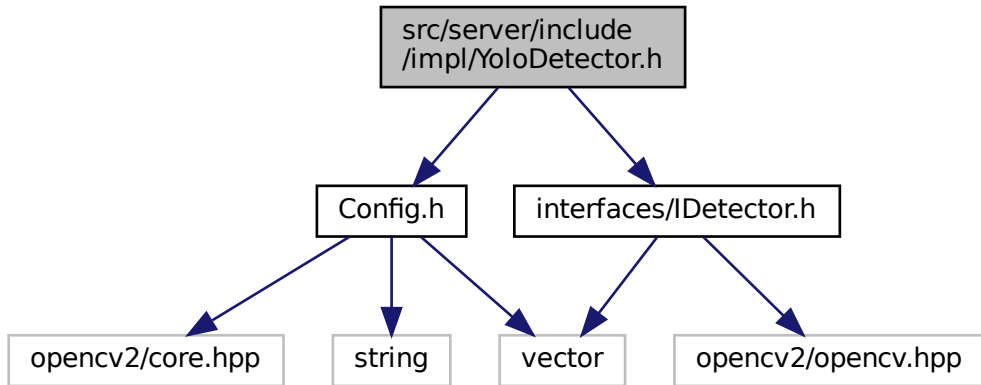 src/server/include
/impl/YoloDetector.h
Config.h
interfaces/IDetector.h
opencv2/core.hpp
string
vector
opencv2/opencv.hpp